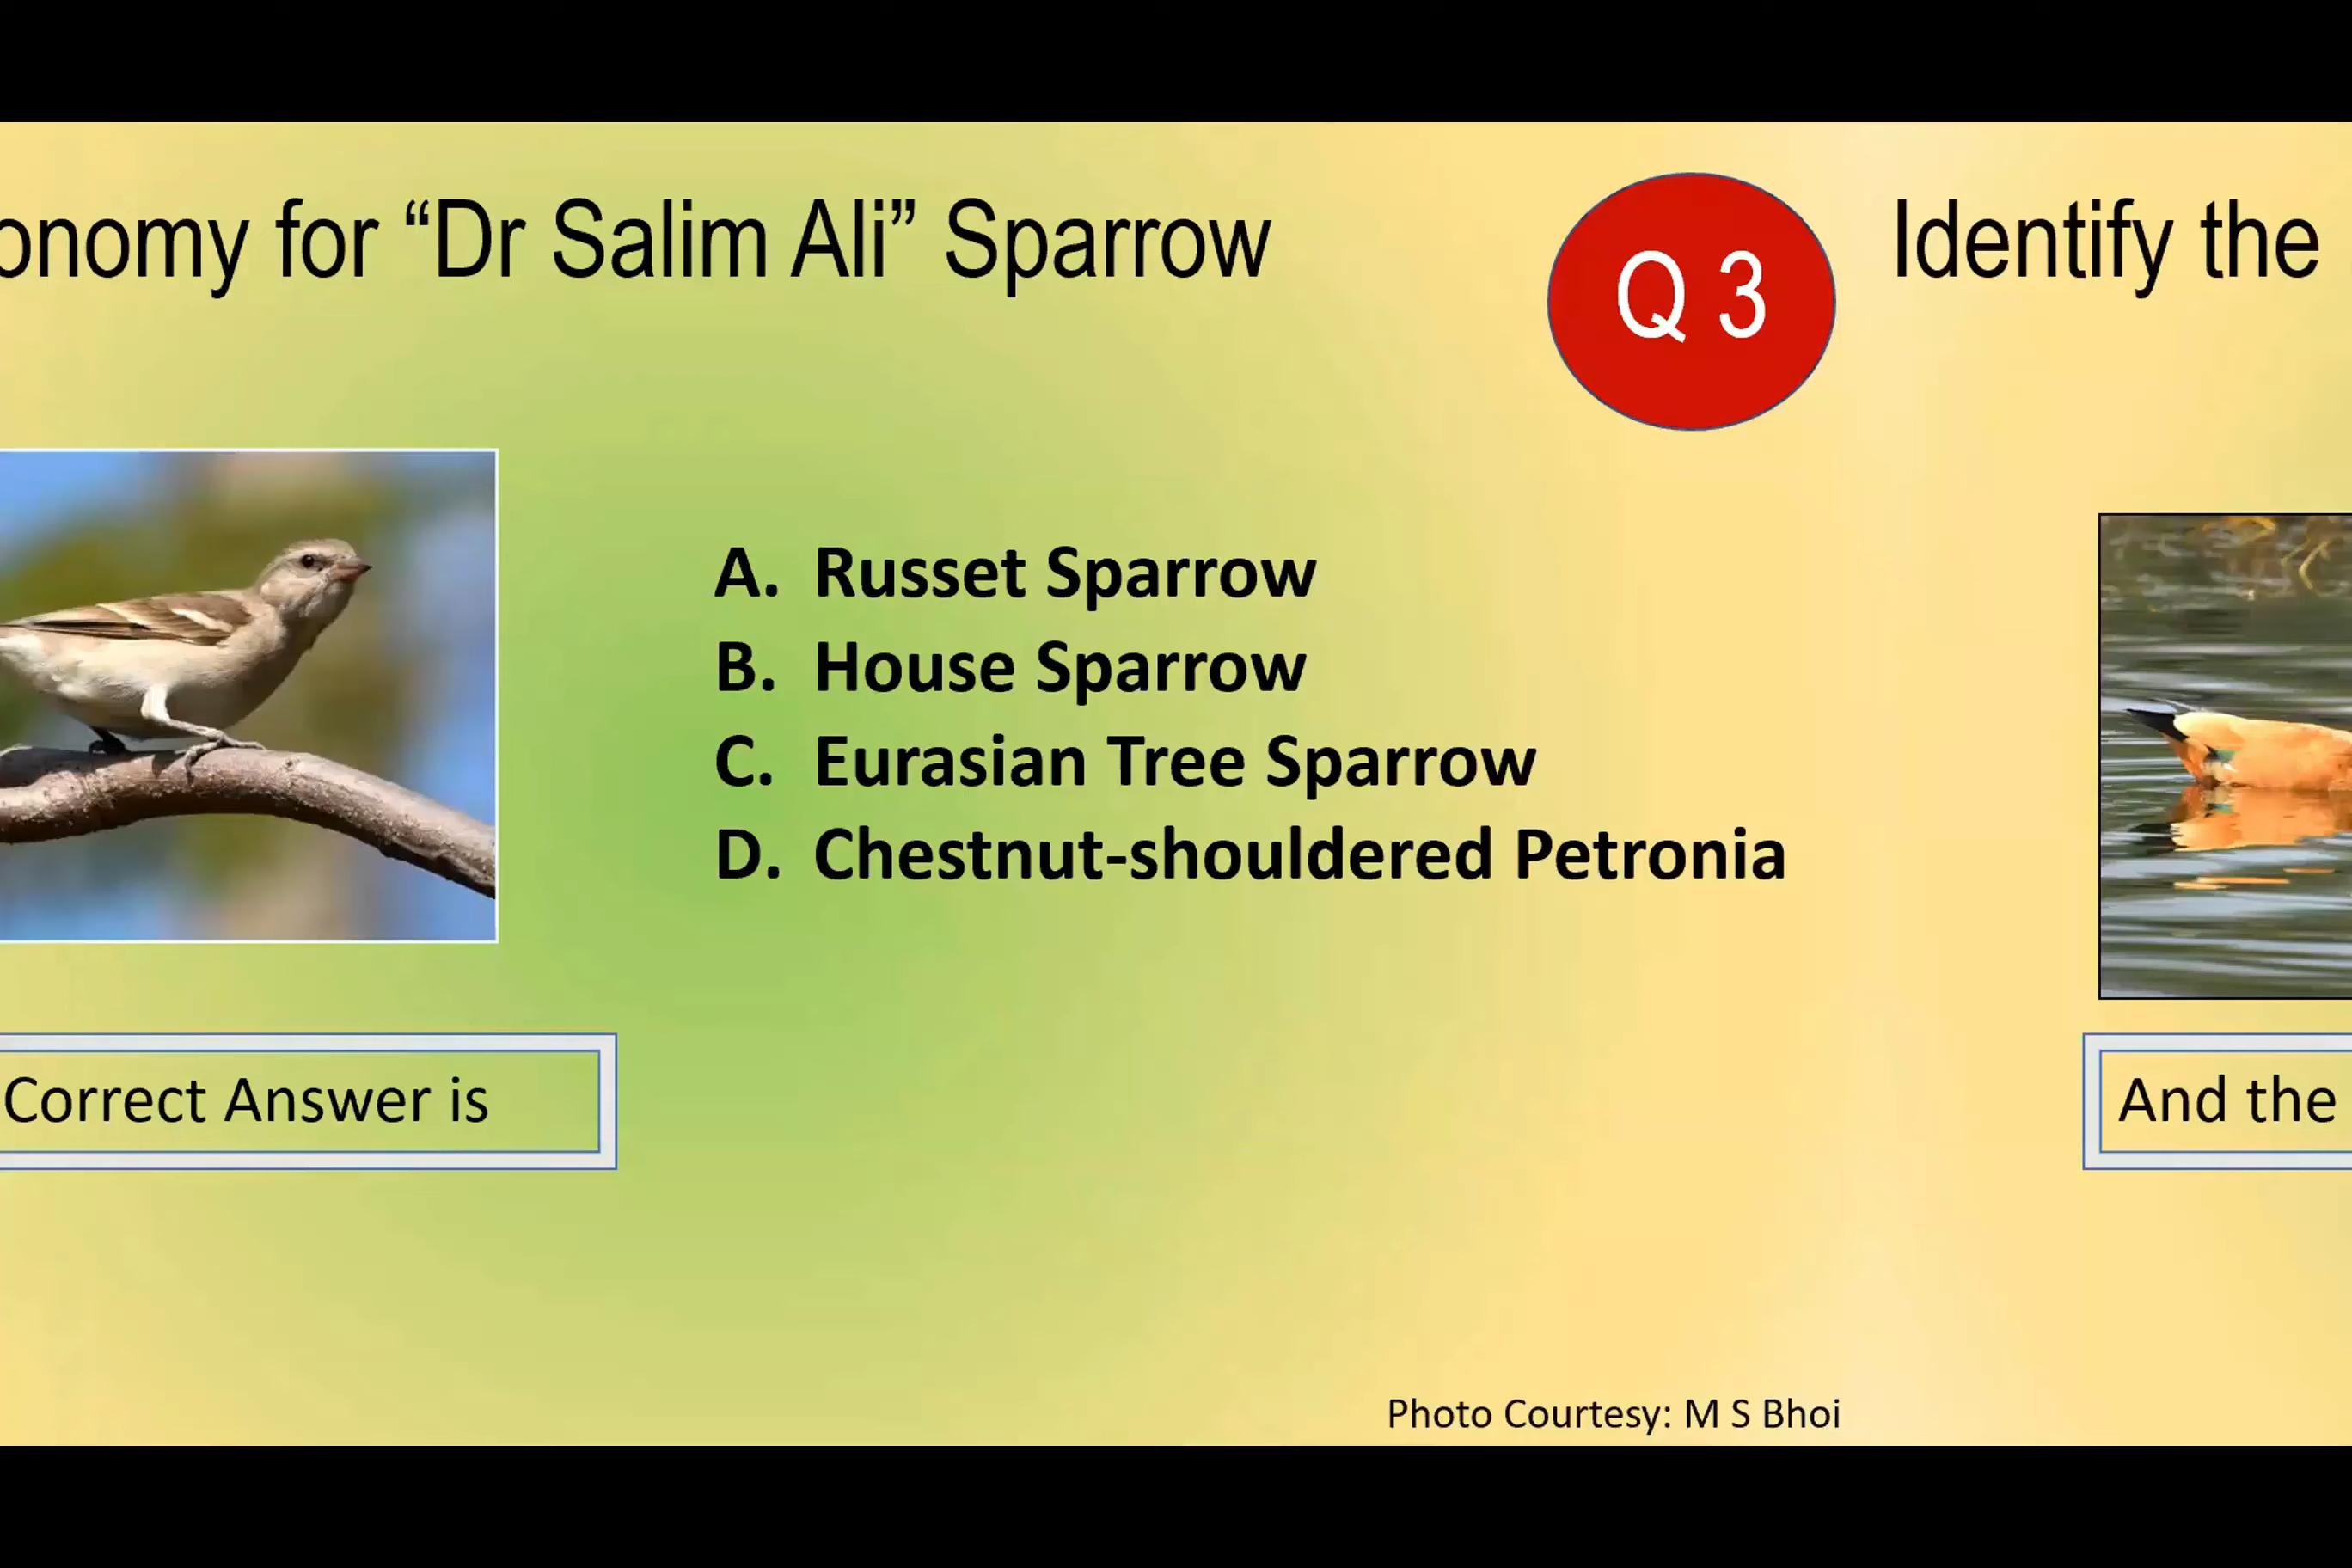 onomy for “Dr Salim Ali” Sparrow
A. Russet Sparrow
B. House Sparrow
C. Eurasian Tree Sparrow
D. Chestnut-shouldered Petronia
Correct Answer is
Photo Courtesy: M S Bhoi
Q 3
Identify the
And the